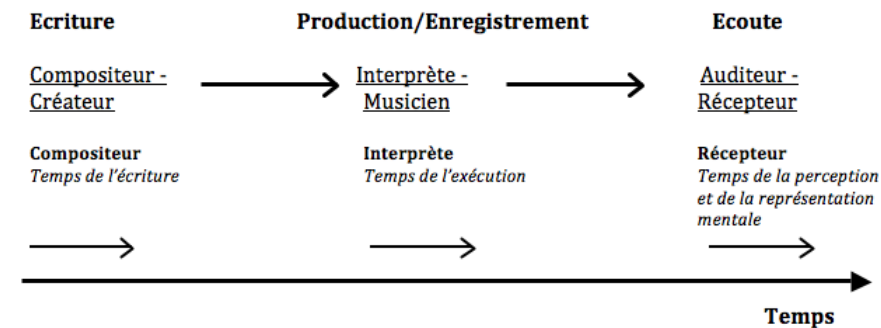 Ecriture
Production/Enregistrement
Ecoute
Compositeur -
Créateur
Interprète -
Musicien
Auditeur -
Récepteur
Compositeur
Temps de l'écriture
Interprète
Temps de l'exécution
Récepteur
Temps de la perception
et de la représentation
mentale
Temps